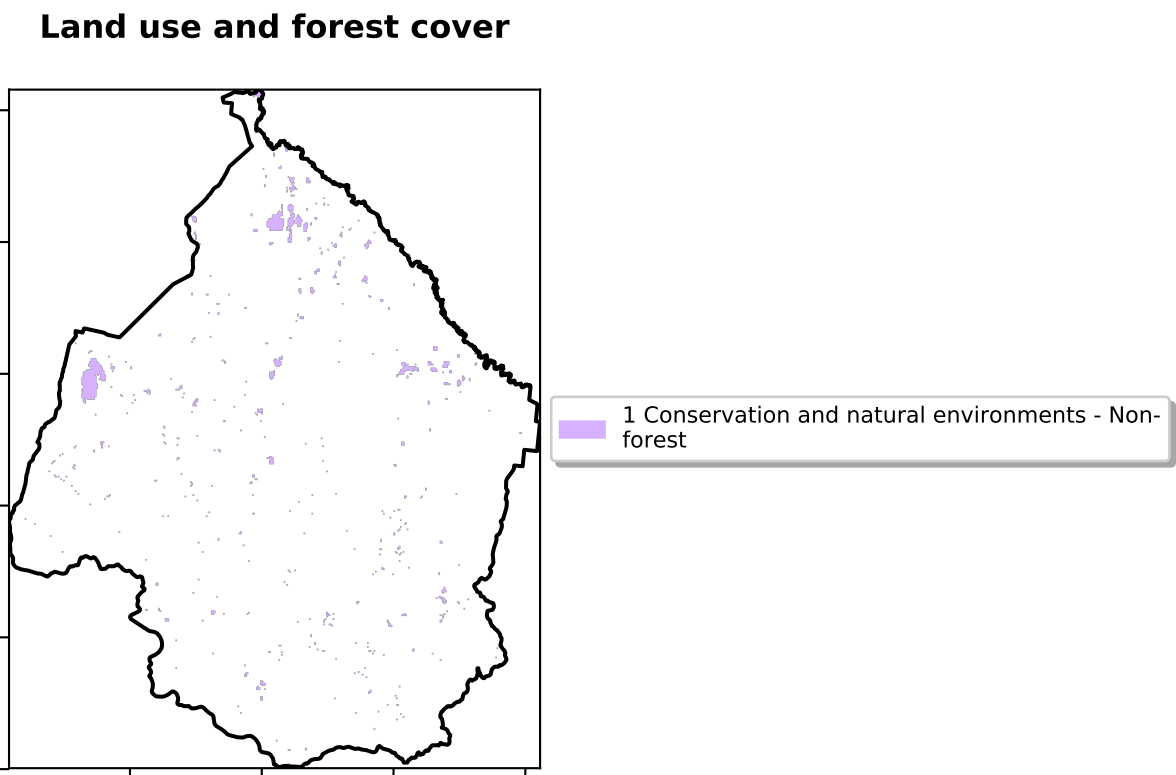 Land use and forest cover
1 Conservation and natural environments - Non-
forest